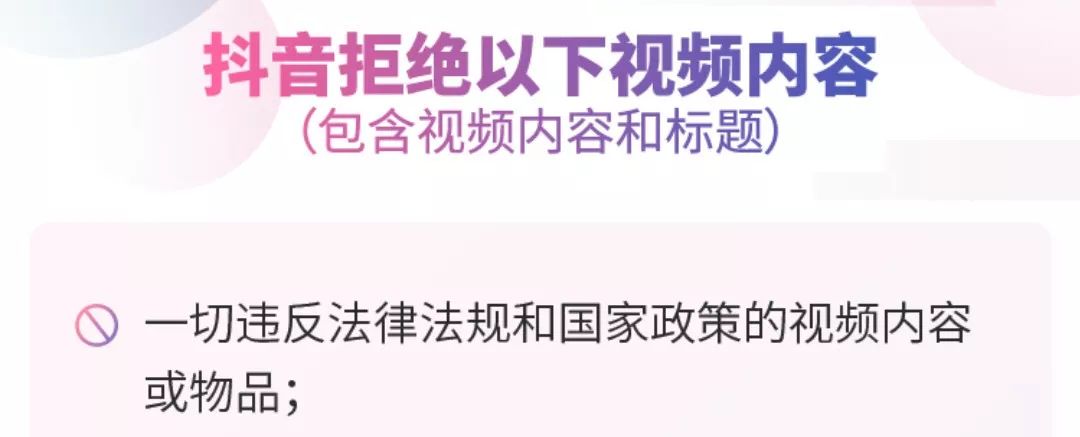 抖音拒绝以下视频内容
（包含视频内容和标题）
一切违反法律法规和国家政策的视频内容
或物品；